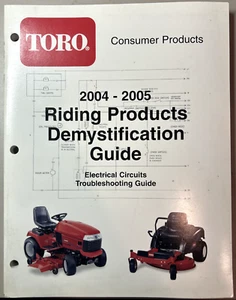 TORO
Consumer Products
2004 - 2005
Riding Products
Demystification
Guide
Electrical Circuits
Troubleshooting Guide